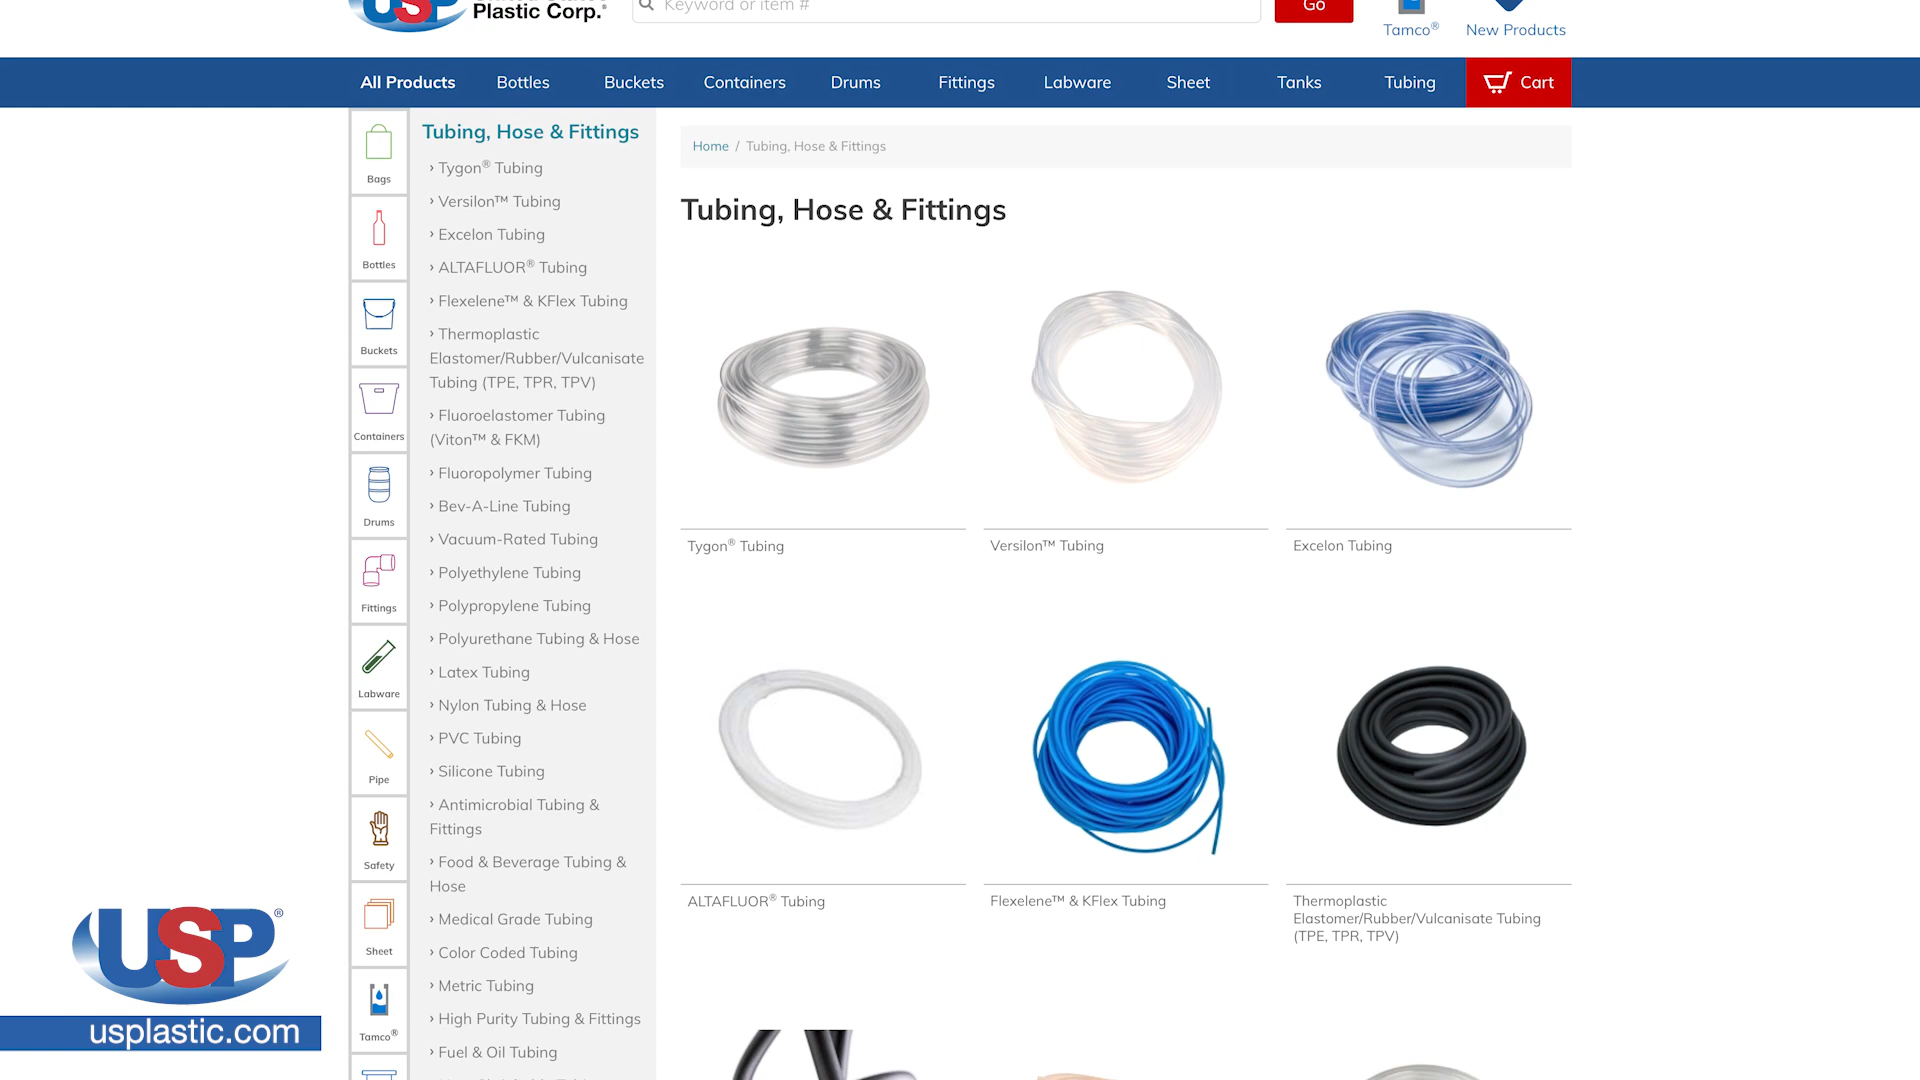 USP
Plastic Corp.®
Keyword or item #
Go
Tamco®
New Products
All Products
Bottles
Buckets
Containers
Drums
Fittings
Labware
Sheet
Tanks
Tubing
Cart
Bags
Bottles
Buckets
Containers
Drums
Fittings
Labware
Pipe
Safety
Sheet
Tamco®
Tubing, Hose & Fittings
› Tygon® Tubing
› Versilon™ Tubing
› Excelon Tubing
› ALTAFLUOR® Tubing
› Flexelene™ & KFlex Tubing
› Thermoplastic
Elastomer/Rubber/Vulcanisate
Tubing (TPE, TPR, TPV)
› Fluoroelastomer Tubing
(Viton™ & FKM)
› Fluoropolymer Tubing
› Bev-A-Line Tubing
› Vacuum-Rated Tubing
› Polyethylene Tubing
› Polypropylene Tubing
› Polyurethane Tubing & Hose
› Latex Tubing
› Nylon Tubing & Hose
› PVC Tubing
› Silicone Tubing
› Antimicrobial Tubing &
Fittings
› Food & Beverage Tubing &
Hose
› Medical Grade Tubing
› Color Coded Tubing
› Metric Tubing
› High Purity Tubing & Fittings
› Fuel & Oil Tubing
Home / Tubing, Hose & Fittings
Tubing, Hose & Fittings
Tygon® Tubing
Versilon™ Tubing
Excelon Tubing
ALTAFLUOR® Tubing
Flexelene™ & KFlex Tubing
Thermoplastic
Elastomer/Rubber/Vulcanisate Tubing
(TPE, TPR, TPV)
USP®
usplastic.com